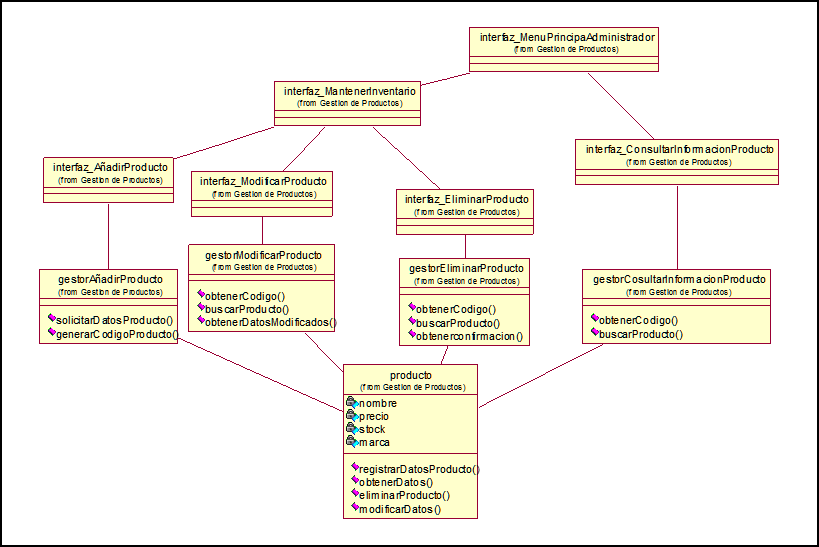 interfaz_MenuPrincipaAdministrador
(from Gestion de Productos)
interfaz_MantenerInventario
(from Gestion de Productos)
interfaz_ConsultarInformacionProducto
(from Gestion de Productos)
interfaz_AñadirProducto
(from Gestion de Productos)
interfaz_ModificarProducto
(from Gestion de Productos)
interfaz_EliminarProducto
(from Gestion de Productos)
gestorAñadirProducto
(from Gestion de Productos)
solicitarDatosProducto()
generarCodigoProducto()
gestorModificarProducto
(from Gestion de Productos)
obtenerCodigo()
buscarProducto()
obtenerDatosModificados()
gestorEliminarProducto
(from Gestion de Productos)
obtenerCodigo()
buscarProducto()
obtenerconfirmacion()
gestorCosultarInformacionProducto
(from Gestion de Productos)
obtenerCodigo()
buscarProducto()
producto
(from Gestion de Productos)
nombre
precio
stock
marca
registrarDatosProducto()
obtenerDatos()
eliminarProducto()
modificarDatos()